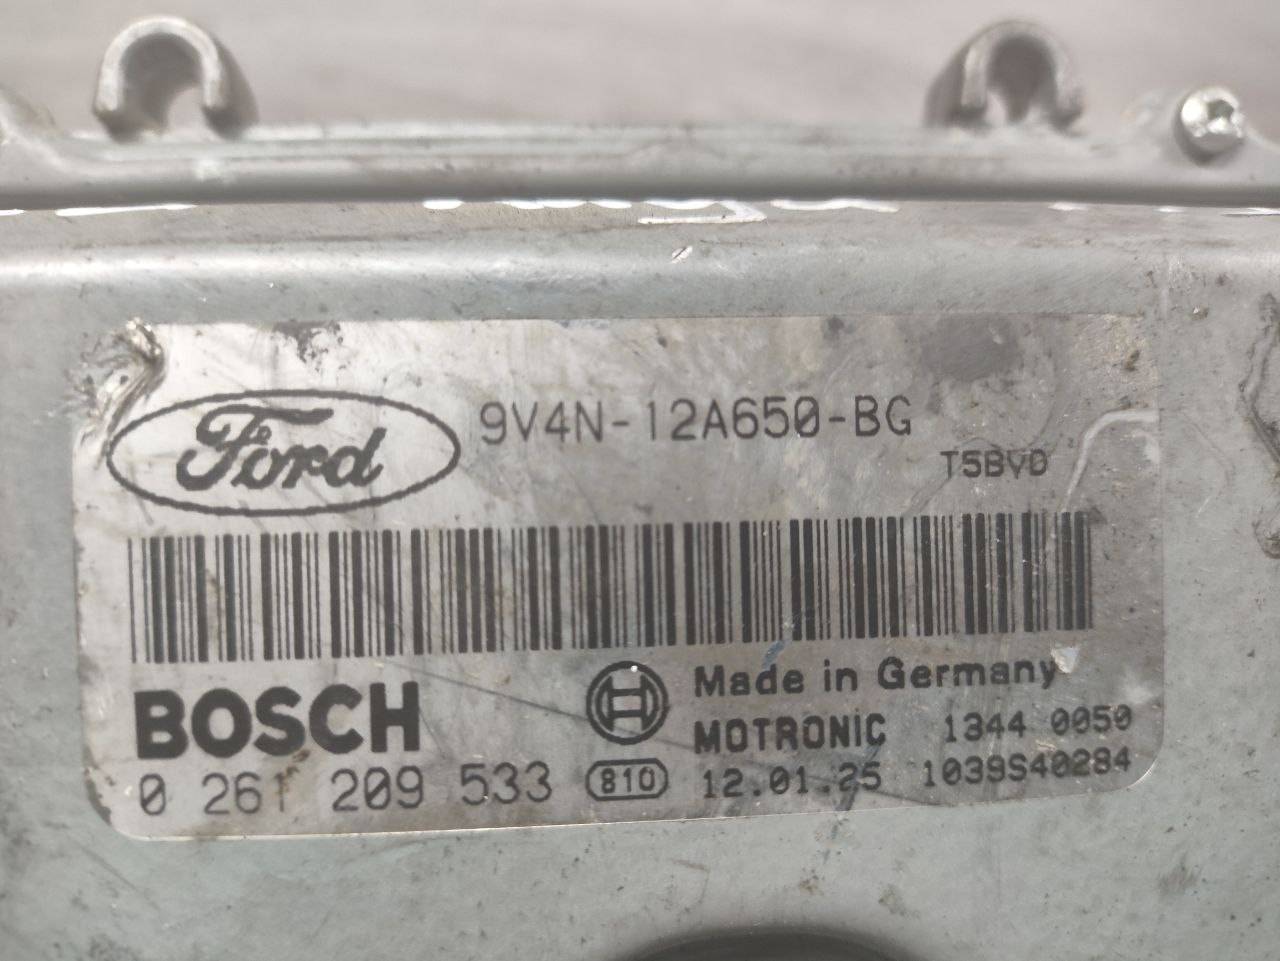 Ford 9V4N-12A650-BG
T5BVD
BOSCH
Made in Germany
MOTRONIC 1344 0050
0 261 209 533 810 12.01.25 1039S40284